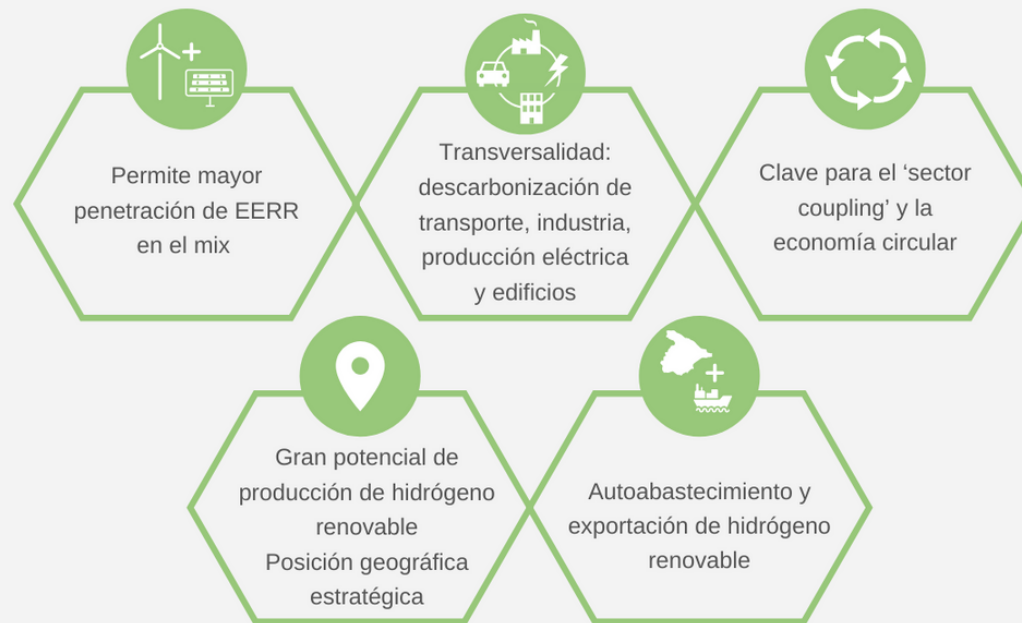 Permite mayor
penetración de EERR
en el mix
Transversalidad:
descarbonización de
transporte, industria,
producción eléctrica
y edificios
Clave para el ‘sector
coupling’ y la
economía circular
Gran potencial de
producción de hidrógeno
renovable
Posición geográfica
estratégica
Autoabastecimiento y
exportación de hidrógeno
renovable